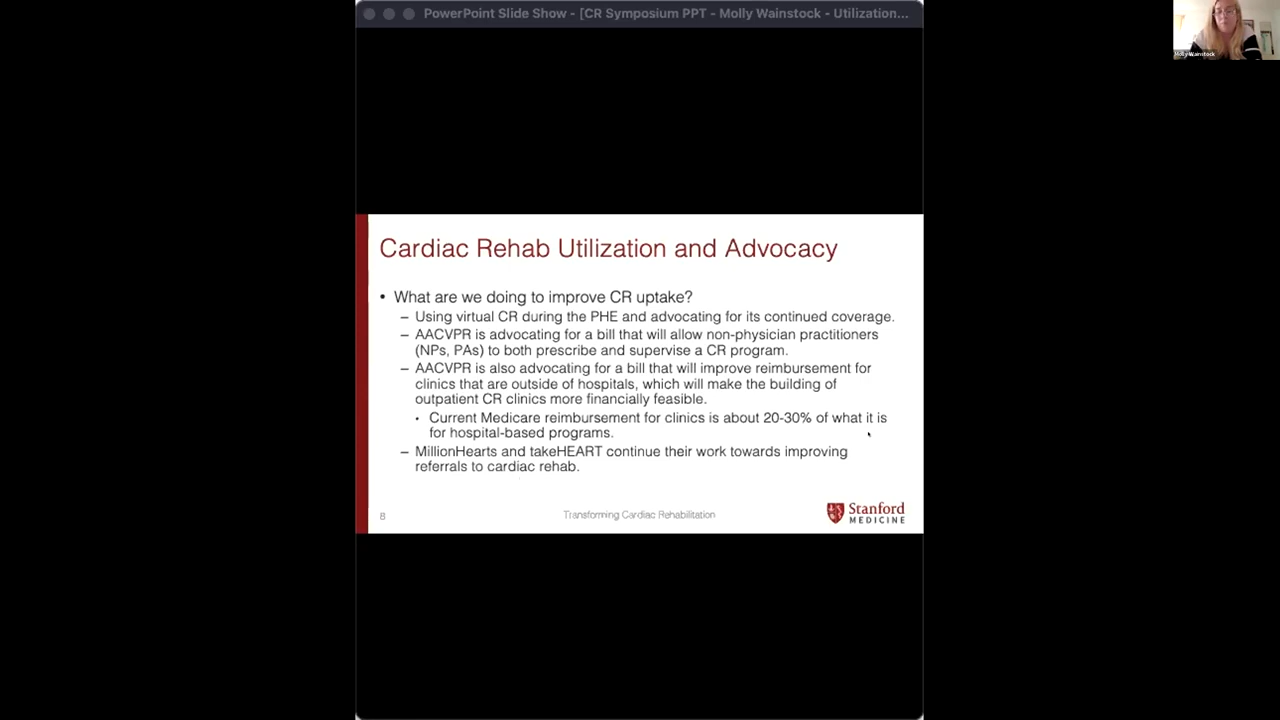 PowerPoint Slide Show - [CR Symposium PPT - Molly Wainstock - Utilization...
Molly Wainstock
Cardiac Rehab Utilization and Advocacy
• What are we doing to improve CR uptake?
– Using virtual CR during the PHE and advocating for its continued coverage.
– AACVPR is advocating for a bill that will allow non-physician practitioners
(NPs, PAs) to both prescribe and supervise a CR program.
– AACVPR is also advocating for a bill that will improve reimbursement for
clinics that are outside of hospitals, which will make the building of
outpatient CR clinics more financially feasible.
• Current Medicare reimbursement for clinics is about 20-30% of what it is
for hospital-based programs.
– MillionHearts and takeHEART continue their work towards improving
referrals to cardiac rehab.
8
Transforming Cardiac Rehabilitation
Stanford
MEDICINE